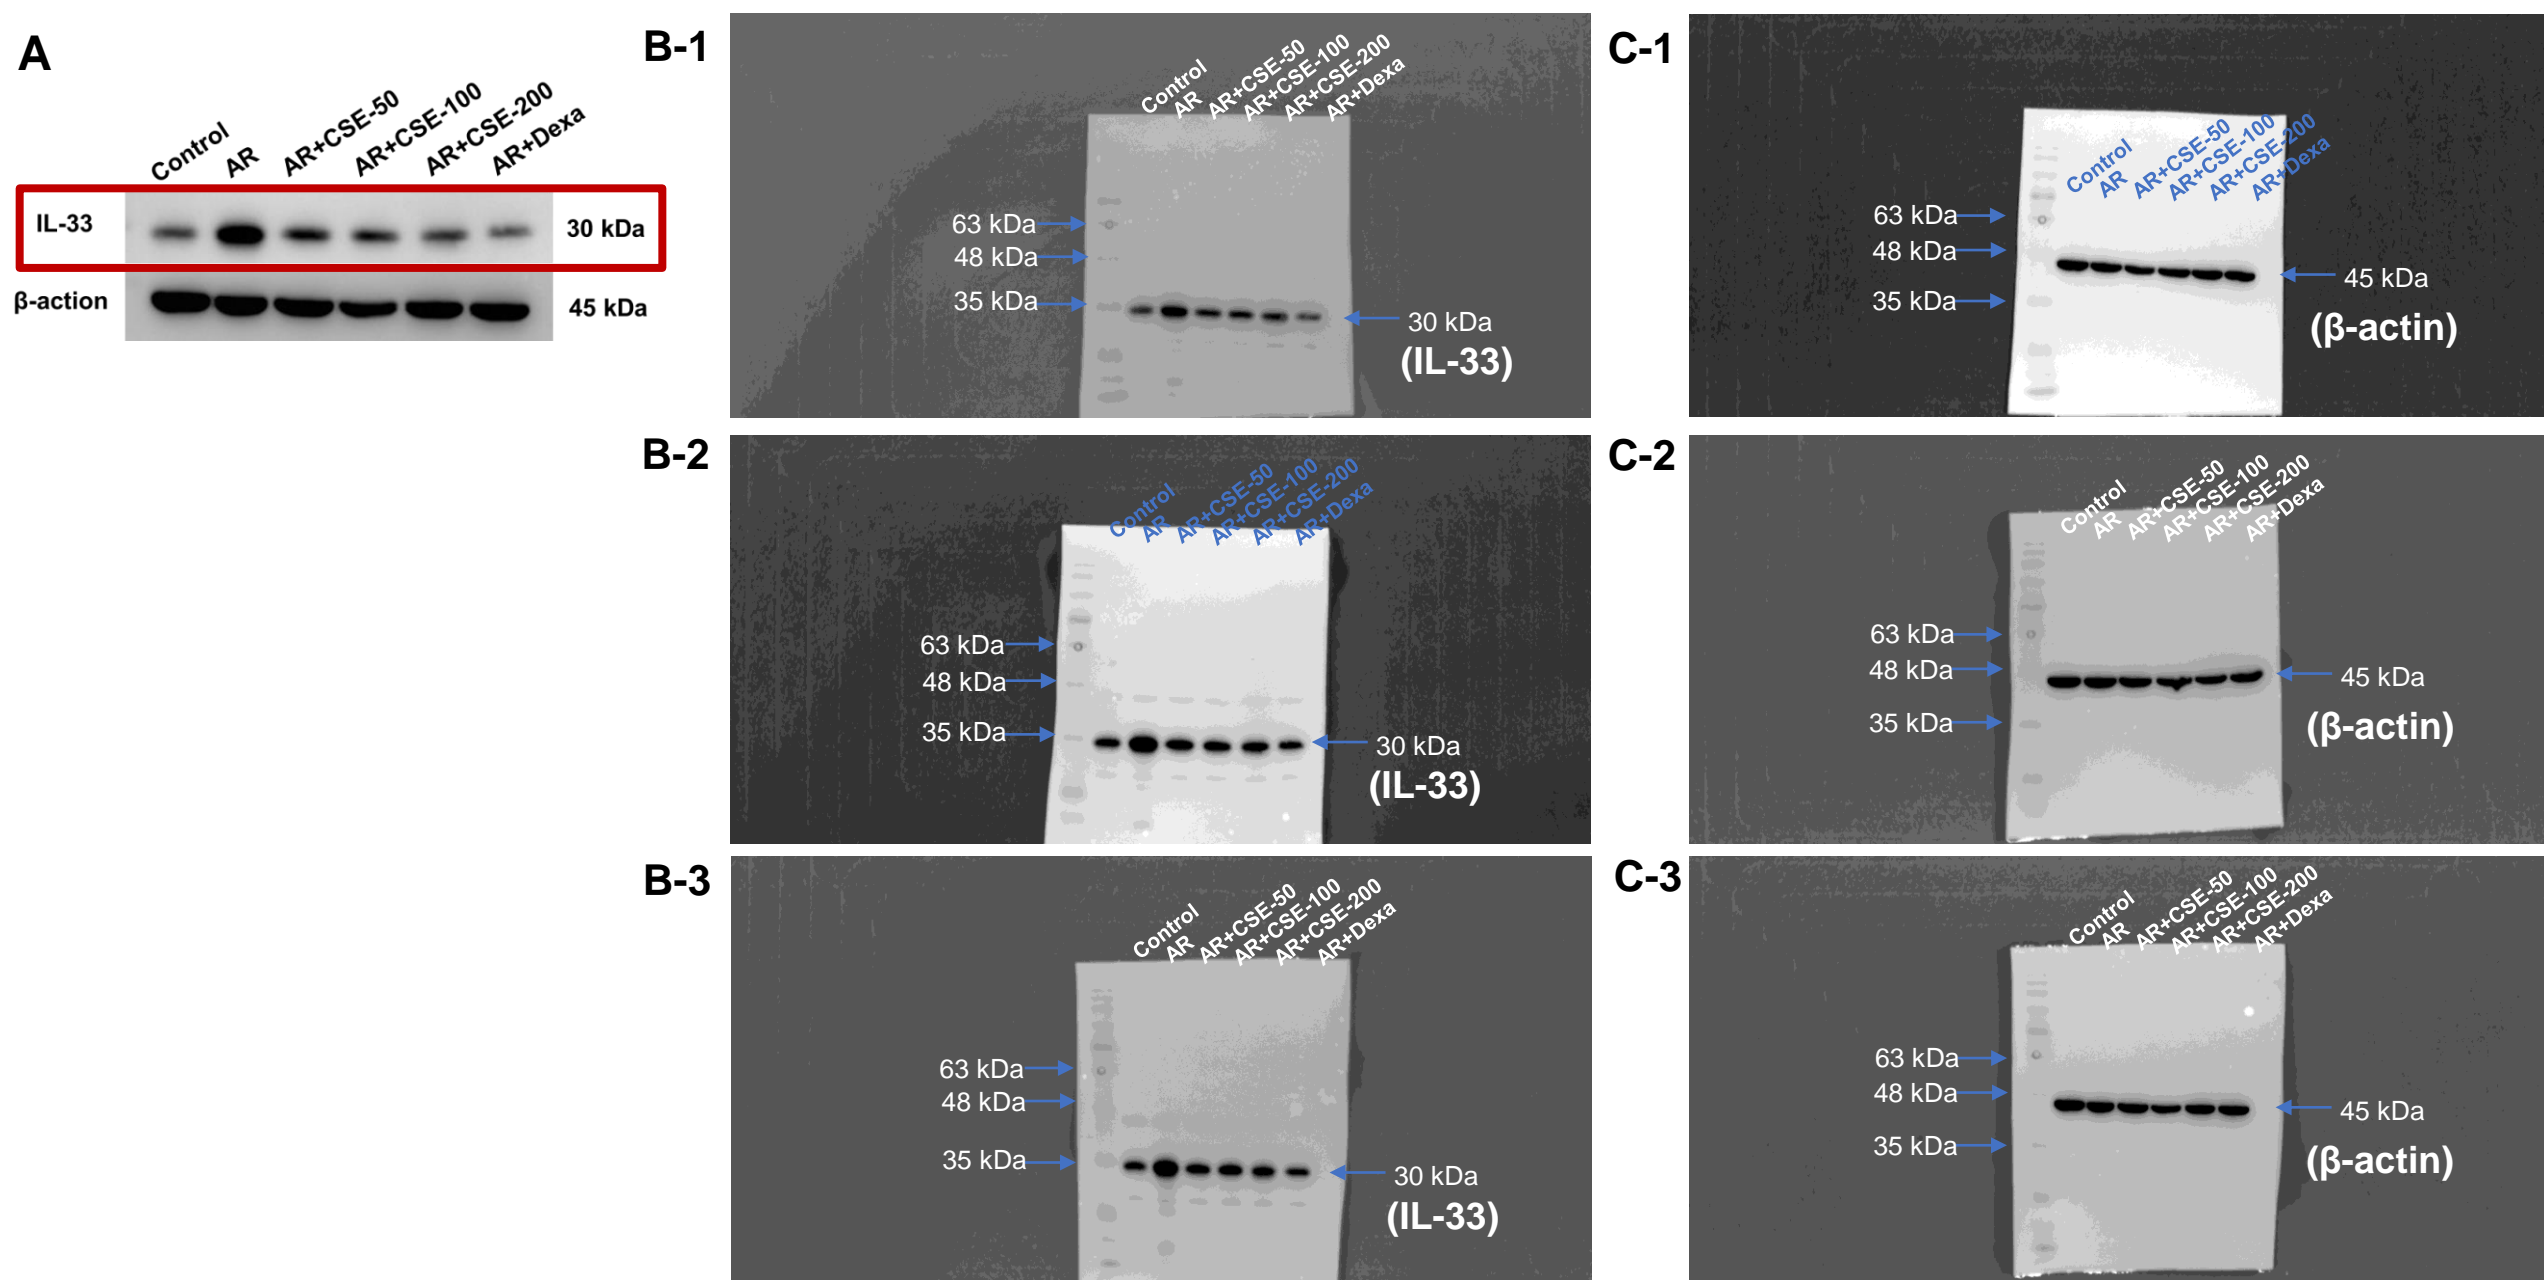 A
Control
AR
AR+CSE-50
AR+CSE-100
AR+CSE-200
AR+Dexa
IL-33
30 kDa
β-action
45 kDa
B-1
Control
AR
AR+CSE-50
AR+CSE-100
AR+CSE-200
AR+Dexa
63 kDa
48 kDa
35 kDa
30 kDa
(IL-33)
C-1
Control
AR
AR+CSE-50
AR+CSE-100
AR+CSE-200
AR+Dexa
63 kDa
48 kDa
35 kDa
45 kDa
(β-actin)
B-2
Control
AR
AR+CSE-50
AR+CSE-100
AR+CSE-200
AR+Dexa
63 kDa
48 kDa
35 kDa
30 kDa
(IL-33)
C-2
Control
AR
AR+CSE-50
AR+CSE-100
AR+CSE-200
AR+Dexa
63 kDa
48 kDa
35 kDa
45 kDa
(β-actin)
B-3
Control
AR
AR+CSE-50
AR+CSE-100
AR+CSE-200
AR+Dexa
63 kDa
48 kDa
35 kDa
30 kDa
(IL-33)
C-3
Control
AR
AR+CSE-50
AR+CSE-100
AR+CSE-200
AR+Dexa
63 kDa
48 kDa
35 kDa
45 kDa
(β-actin)